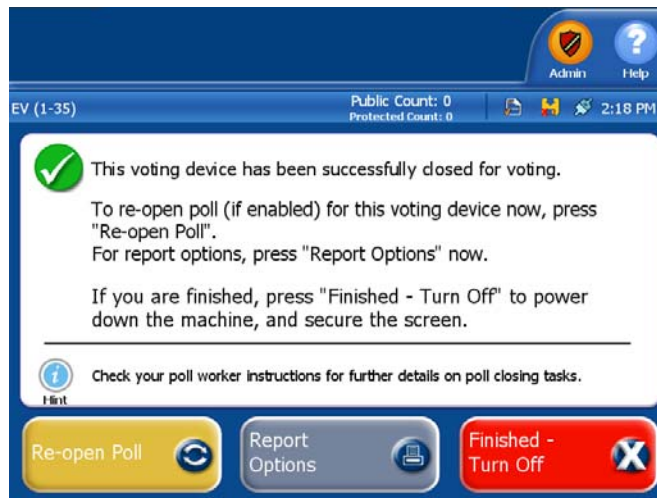 Admin
Help
EV (1-35)
Public Count: 0
Protected Count: 0
2:18 PM
This voting device has been successfully closed for voting.
To re-open poll (if enabled) for this voting device now, press
"Re-open Poll".
For report options, press "Report Options" now.
If you are finished, press "Finished - Turn Off" to power
down the machine, and secure the screen.
Hint
Check your poll worker instructions for further details on poll closing tasks.
Re-open Poll
Report
Options
Finished -
Turn Off